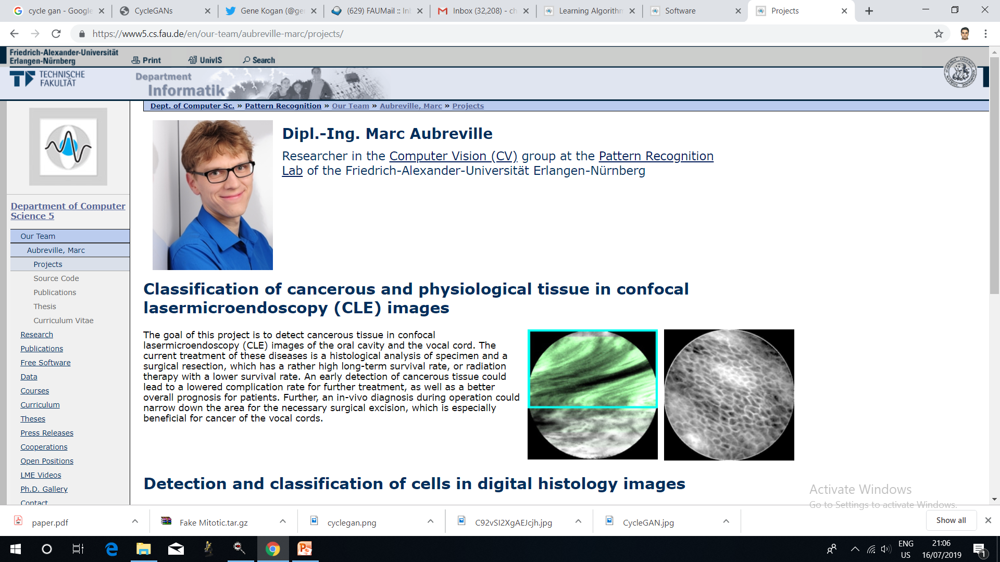 cycle gan - Google
CycleGANs
Gene Kogan (@ge
(629) FAUMail :: In
Inbox (32,208) - ch
Learning Algorithm
Software
Projects
https://www5.cs.fau.de/en/our-team/aubreville-marc/projects/
Friedrich-Alexander-Universität
Erlangen-Nürnberg
Print
UnivIS
Search
TECHNISCHE
FAKULTÄT
Department
Informatik
Dept. of Computer Sc. » Pattern Recognition » Our Team » Aubreville, Marc » Projects
Department of Computer
Science 5
Our Team
Aubreville, Marc
Projects
Source Code
Publications
Thesis
Curriculum Vitae
Research
Publications
Free Software
Data
Courses
Curriculum
Theses
Press Releases
Cooperations
Open Positions
LME Videos
Ph.D. Gallery
Contact
Dipl.-Ing. Marc Aubreville
Researcher in the Computer Vision (CV) group at the Pattern Recognition
Lab of the Friedrich-Alexander-Universität Erlangen-Nürnberg
Classification of cancerous and physiological tissue in confocal
lasermicroendoscopy (CLE) images
The goal of this project is to detect cancerous tissue in confocal
lasermicroendoscopy (CLE) images of the oral cavity and the vocal cord. The
current treatment of these diseases is a histological analysis of specimen and a
surgical resection, which has a rather high long-term survival rate, or radiation
therapy with a lower survival rate. An early detection of cancerous tissue could
lead to a lowered complication rate for further treatment, as well as a better
overall prognosis for patients. Further, an in-vivo diagnosis during operation could
narrow down the area for the necessary surgical excision, which is especially
beneficial for cancer of the vocal cords.
Detection and classification of cells in digital histology images
Activate Windows
Go to Settings to activate Windows.
paper.pdf
Fake Mitotic.tar.gz
cyclegan.png
C92vSI2XgAEJcjh.jpg
CycleGAN.jpg
Show all
ENG
US
21:06
16/07/2019
1